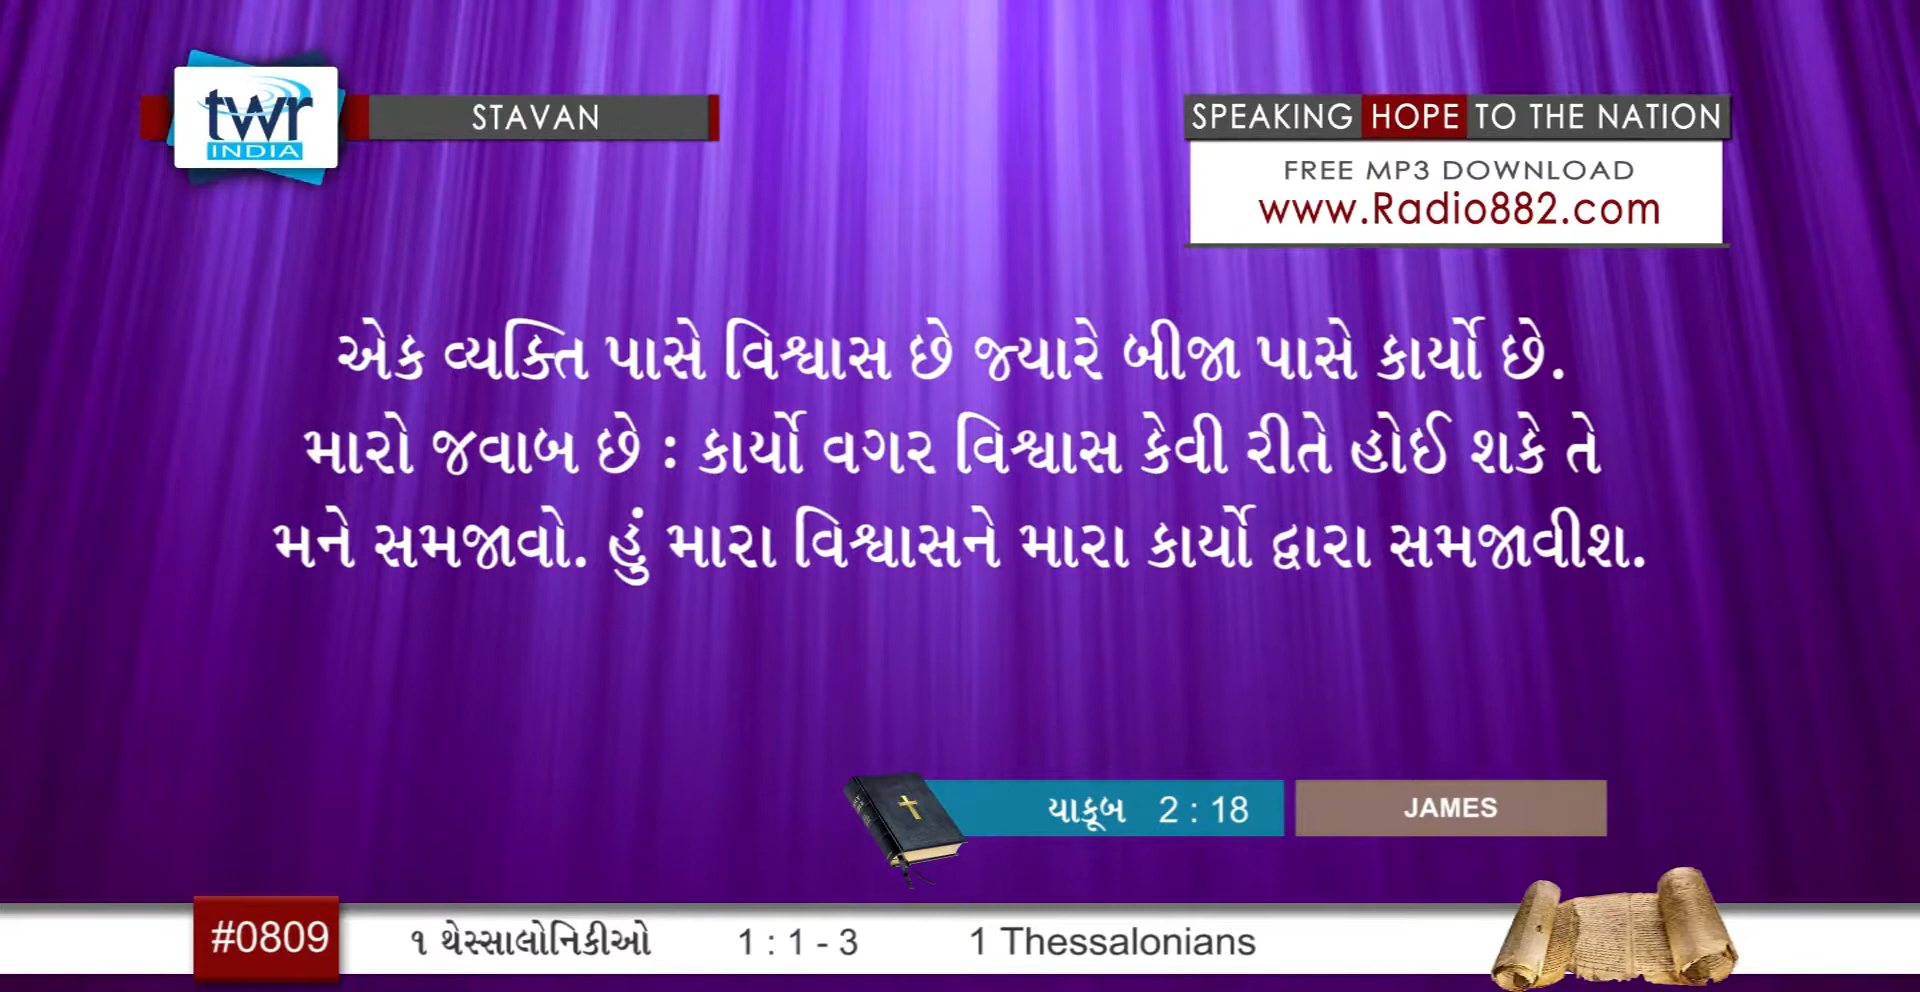 twr
INDIA
STAVAN
SPEAKING HOPE TO THE NATION
FREE MP3 DOWNLOAD
www.Radio882.com
એક વ્યક્તિ પાસે વિશ્વાસ છે જ્યારે બીજા પાસે કાર્યો છે.
મારો જવાબ છે : કાર્યો વગર વિશ્વાસ કેવી રીતે હોઈ શકે તે
મને સમજાવો. હું મારા વિશ્વાસને મારા કાર્યો દ્વારા સમજાવીશ.
યાકૂબ 2 : 18
JAMES
#0809
૧ થેસ્સાલોનિકીઓ 1 : 1 - 3 1 Thessalonians